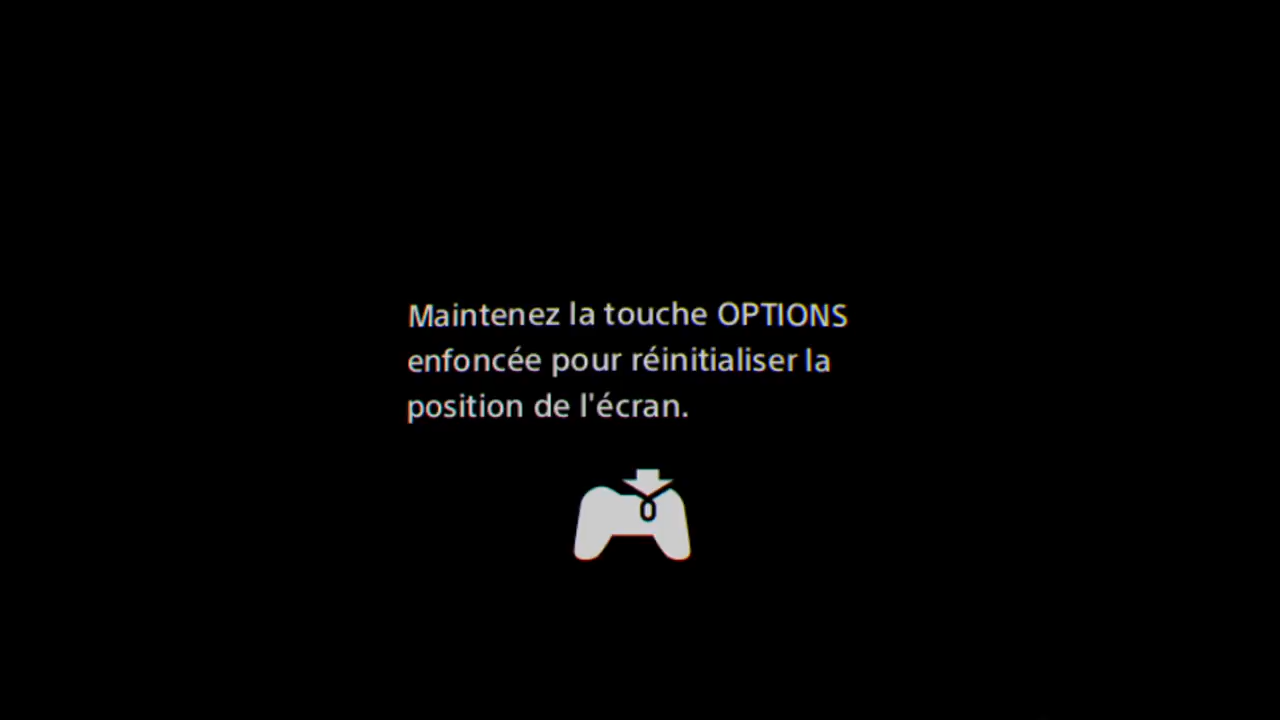 Maintenez la touche OPTIONS
enfoncée pour réinitialiser la
position de l'écran.